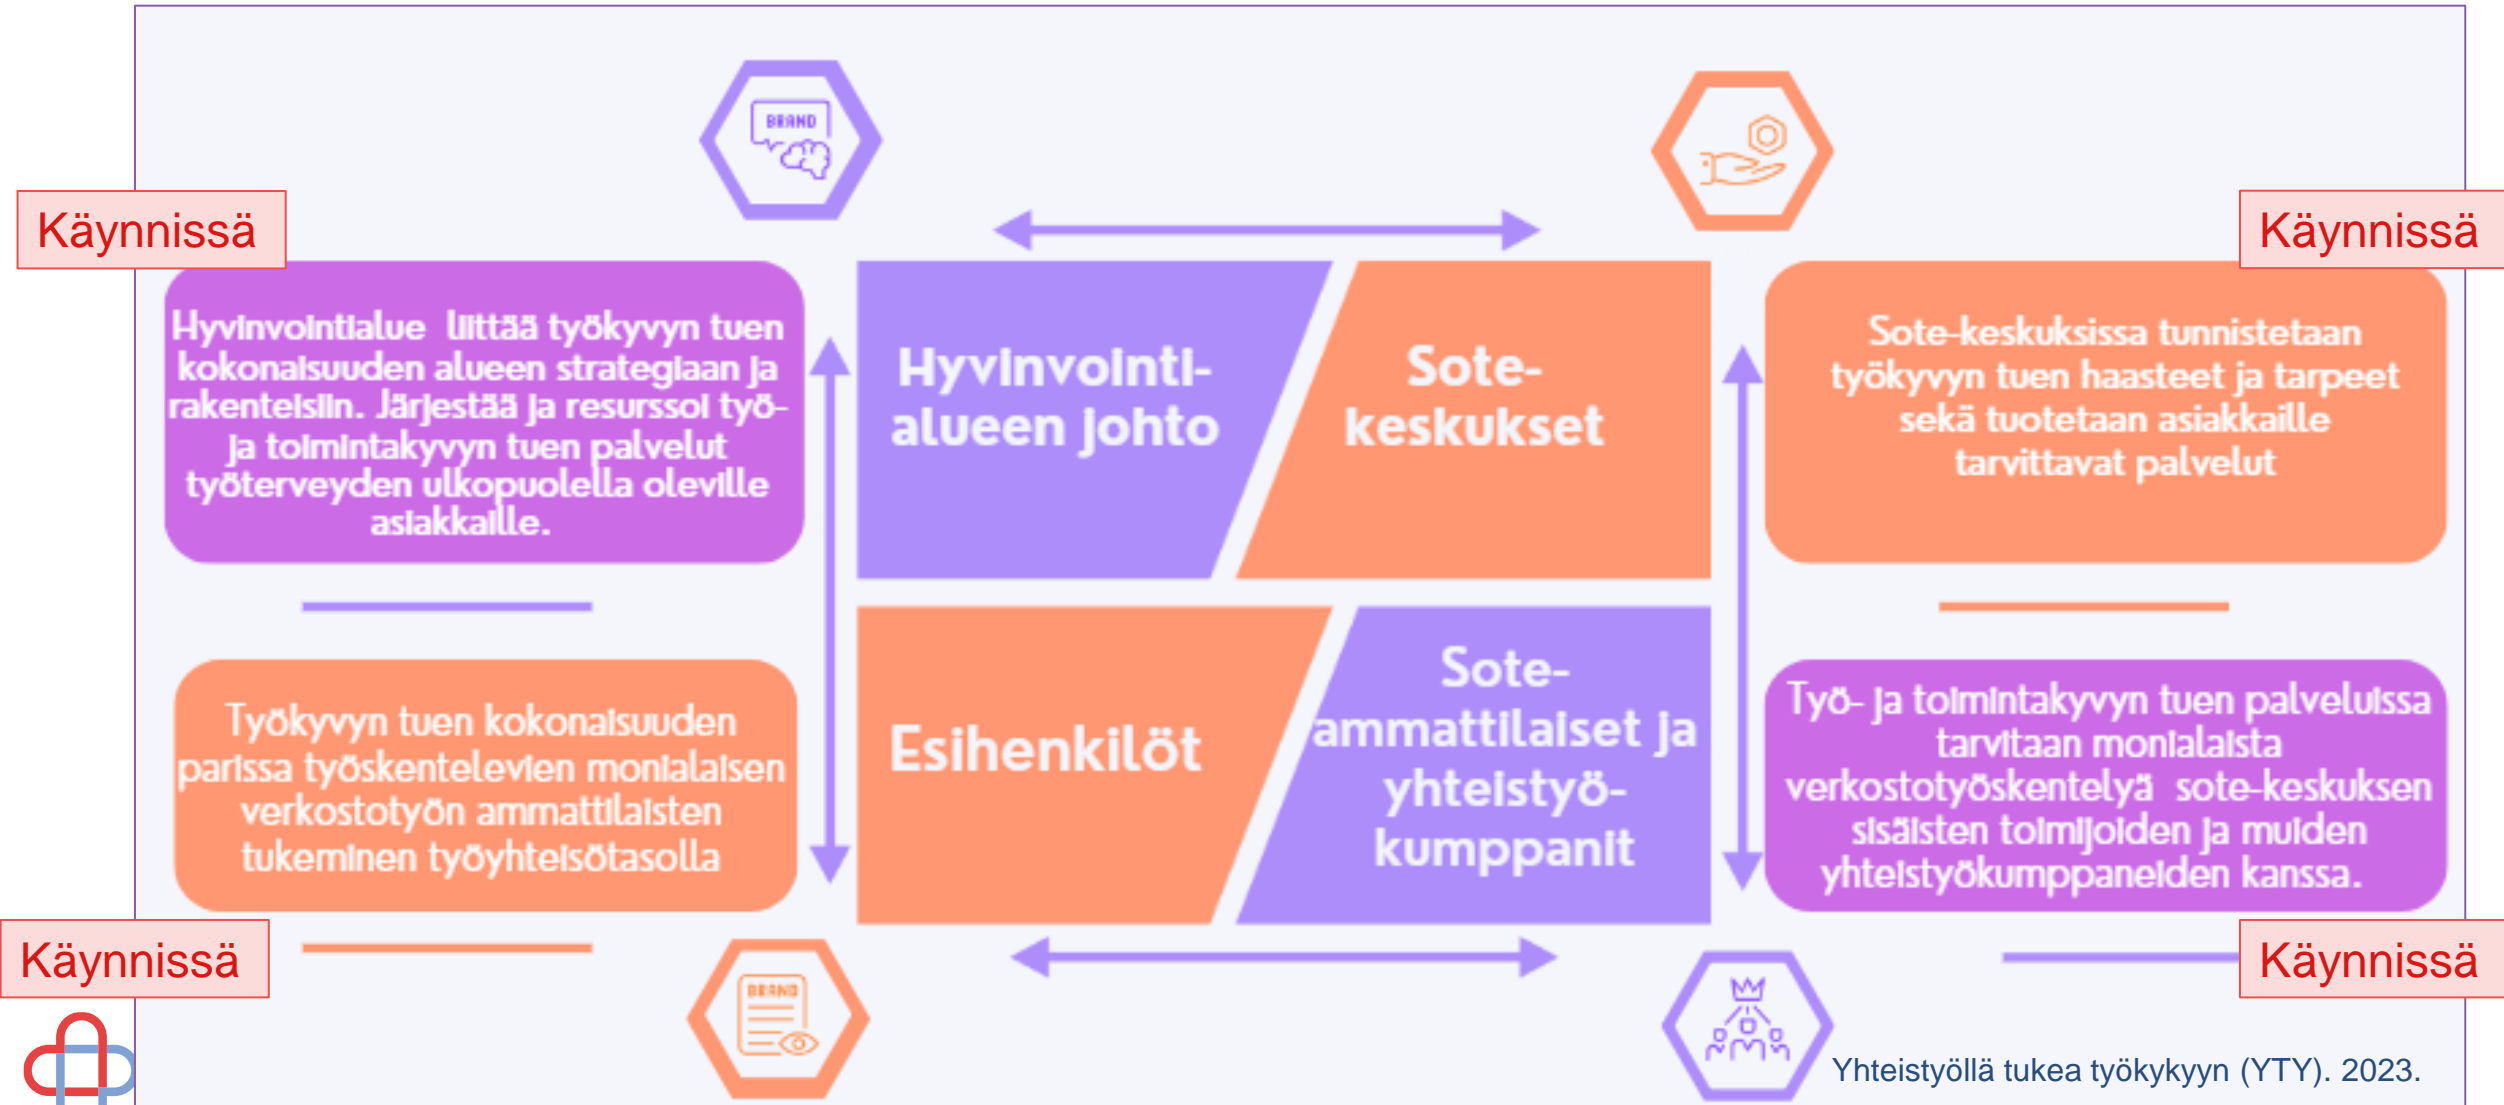 BRAND
Käynnissä
Käynnissä
Hyvinvointialue liittää työkyvyn tuen
kokonaisuuden alueen strategiaan ja
rakenteisiin. Järjestää ja resurssoi työ-
ja toimintakyvyn tuen palvelut
työterveyden ulkopuolella oleville
asiakkaille.
Hyvinvointi-
alueen johto
Sote-
keskukset
Sote-keskuksissa tunnistetaan
työkyvyn tuen haasteet ja tarpeet
sekä tuotetaan asiakkaille
tarvittavat palvelut
Työkyvyn tuen kokonaisuuden
parissa työskentelevien monialaisen
verkostotyön ammattilaisten
tukeminen työyhteisötasolla
Esihenkilöt
Sote-
ammattilaiset ja
yhteistyö-
kumppanit
Työ- ja toimintakyvyn tuen palveluissa
tarvitaan monialaista
verkostotyöskentelyä sote-keskuksen
sisäisten toimijoiden ja muiden
yhteistyökumppaneiden kanssa.
Käynnissä
Käynnissä
BRAND
Yhteistyöllä tukea työkykyyn (YTY). 2023.